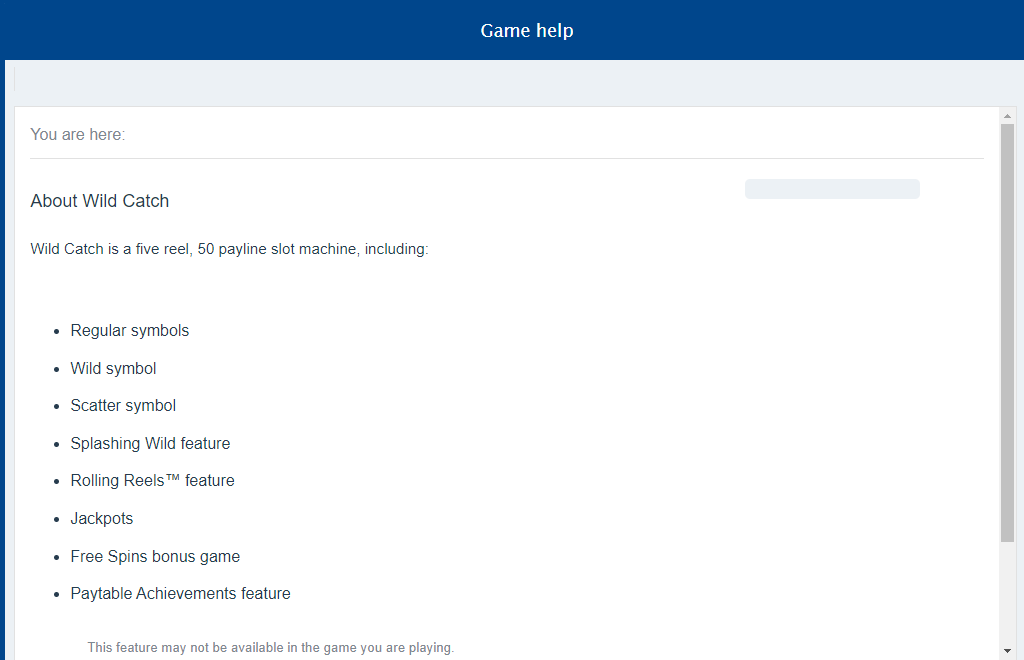 Game help
You are here:
About Wild Catch
Wild Catch is a five reel, 50 payline slot machine, including:
Regular symbols
Wild symbol
Scatter symbol
Splashing Wild feature
Rolling Reels™ feature
Jackpots
Free Spins bonus game
Paytable Achievements feature
This feature may not be available in the game you are playing.